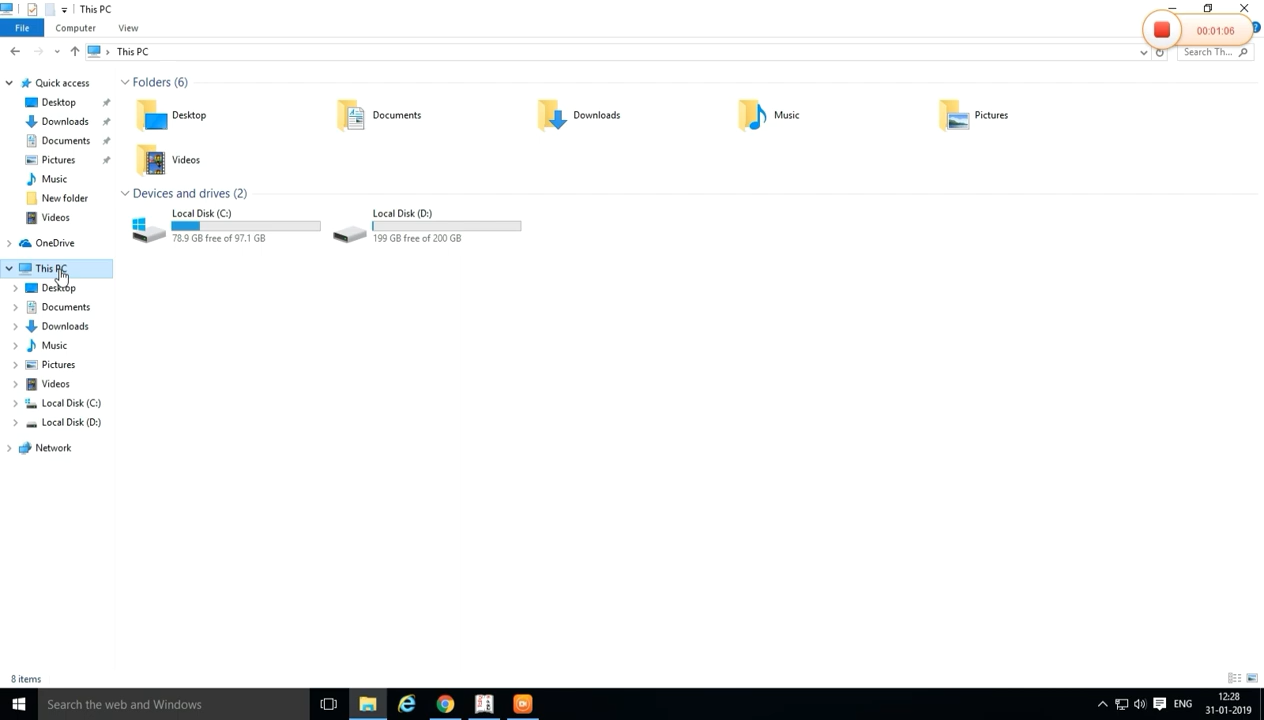 This PC
File Computer View
00:01:06
This PC
Search Th...
Quick access
Desktop
Downloads
Documents
Pictures
Music
New folder
Videos
OneDrive
This PC
Desktop
Documents
Downloads
Music
Pictures
Videos
Local Disk (C:)
Local Disk (D:)
Network
Folders (6)
Desktop
Documents
Downloads
Music
Pictures
Videos
Devices and drives (2)
Local Disk (C:)
78.9 GB free of 97.1 GB
Local Disk (D:)
199 GB free of 200 GB
8 items
Search the web and Windows
ENG
12:28
31-01-2019